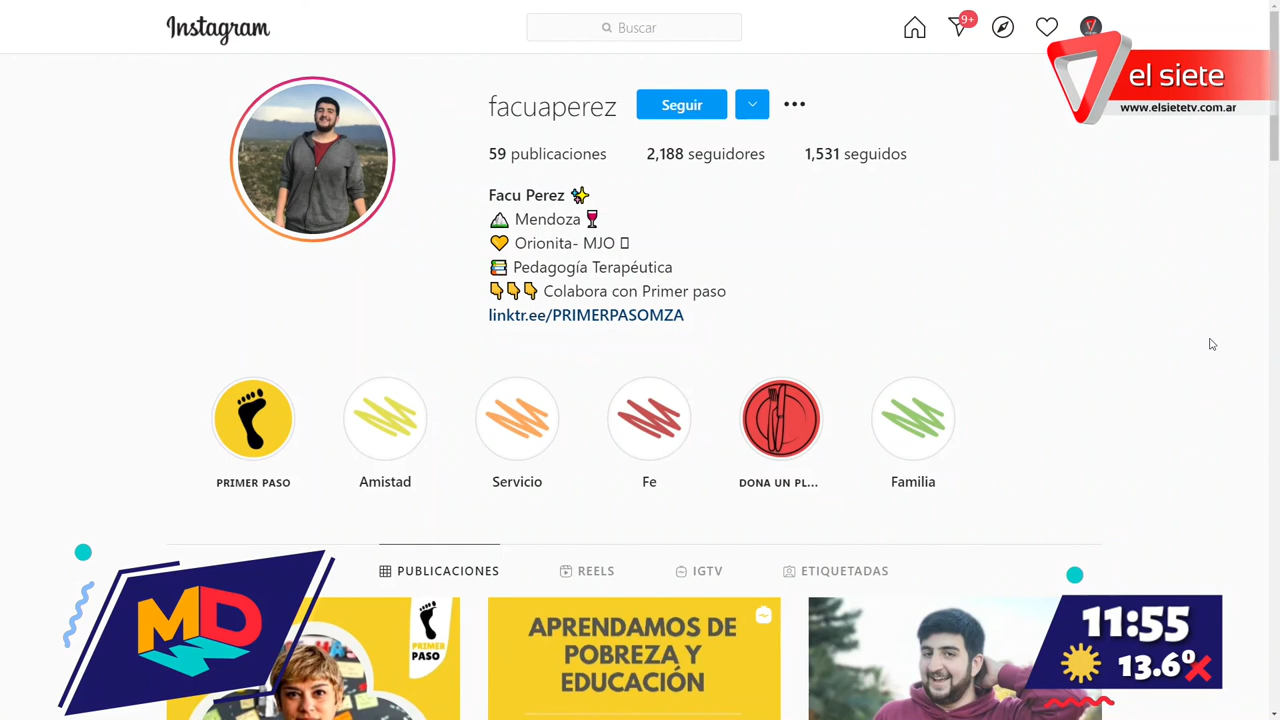 Instagram
Buscar
9+
el siete
www.elsietetv.com.ar
facuaperez
Seguir
59 publicaciones
2,188 seguidores
1,531 seguidos
Facu Perez ✨
🏔 Mendoza 🍷
💛 Orionita- MJO
📚 Pedagogía Terapéutica
👇👇👇 Colabora con Primer paso
linktr.ee/PRIMERPASOMZA
PRIMER PASO
Amistad
Servicio
Fe
DONA UN PL...
Familia
PUBLICACIONES
REELS
IGTV
ETIQUETADAS
PRIMER
PASO
APRENDAMOS DE
POBREZA Y
EDUCACIÓN
MD
11:55
13.6º